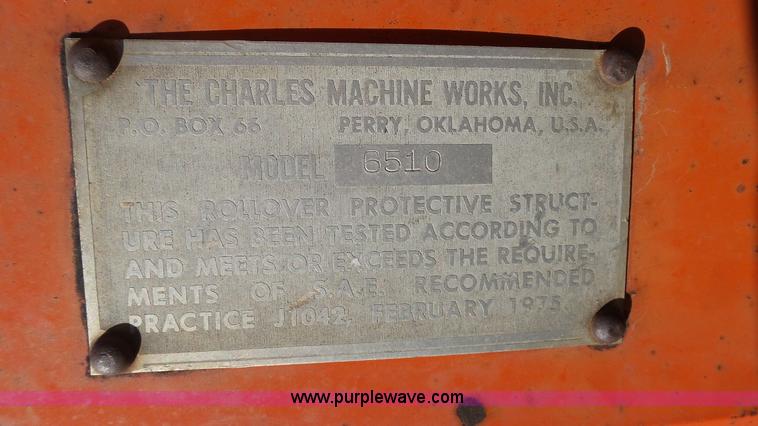 THE CHARLES MACHINE WORKS, INC.
P.O. BOX 66 PERRY, OKLAHOMA, U.S.A.
MODEL 6510
THIS ROLLOVER PROTECTIVE STRUCT-
URE HAS BEEN TESTED ACCORDING TO
AND MEETS OR EXCEEDS THE REQUIRE-
MENTS OF S.A.E. RECOMMENDED
PRACTICE J1042, FEBRUARY 1975.
www.purplewave.com